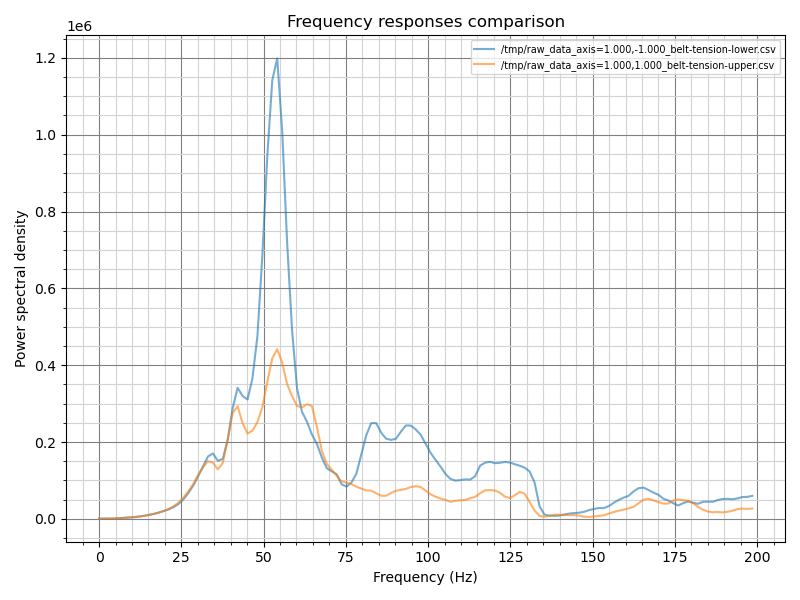 Frequency responses comparison
1e6
/tmp/raw_data_axis=1.000,-1.000_belt-tension-lower.csv
/tmp/raw_data_axis=1.000,1.000_belt-tension-upper.csv
1.2
1.0
0.8
0.6
0.4
0.2
0.0
Power spectral density
0 25 50 75 100 125 150 175 200
Frequency (Hz)